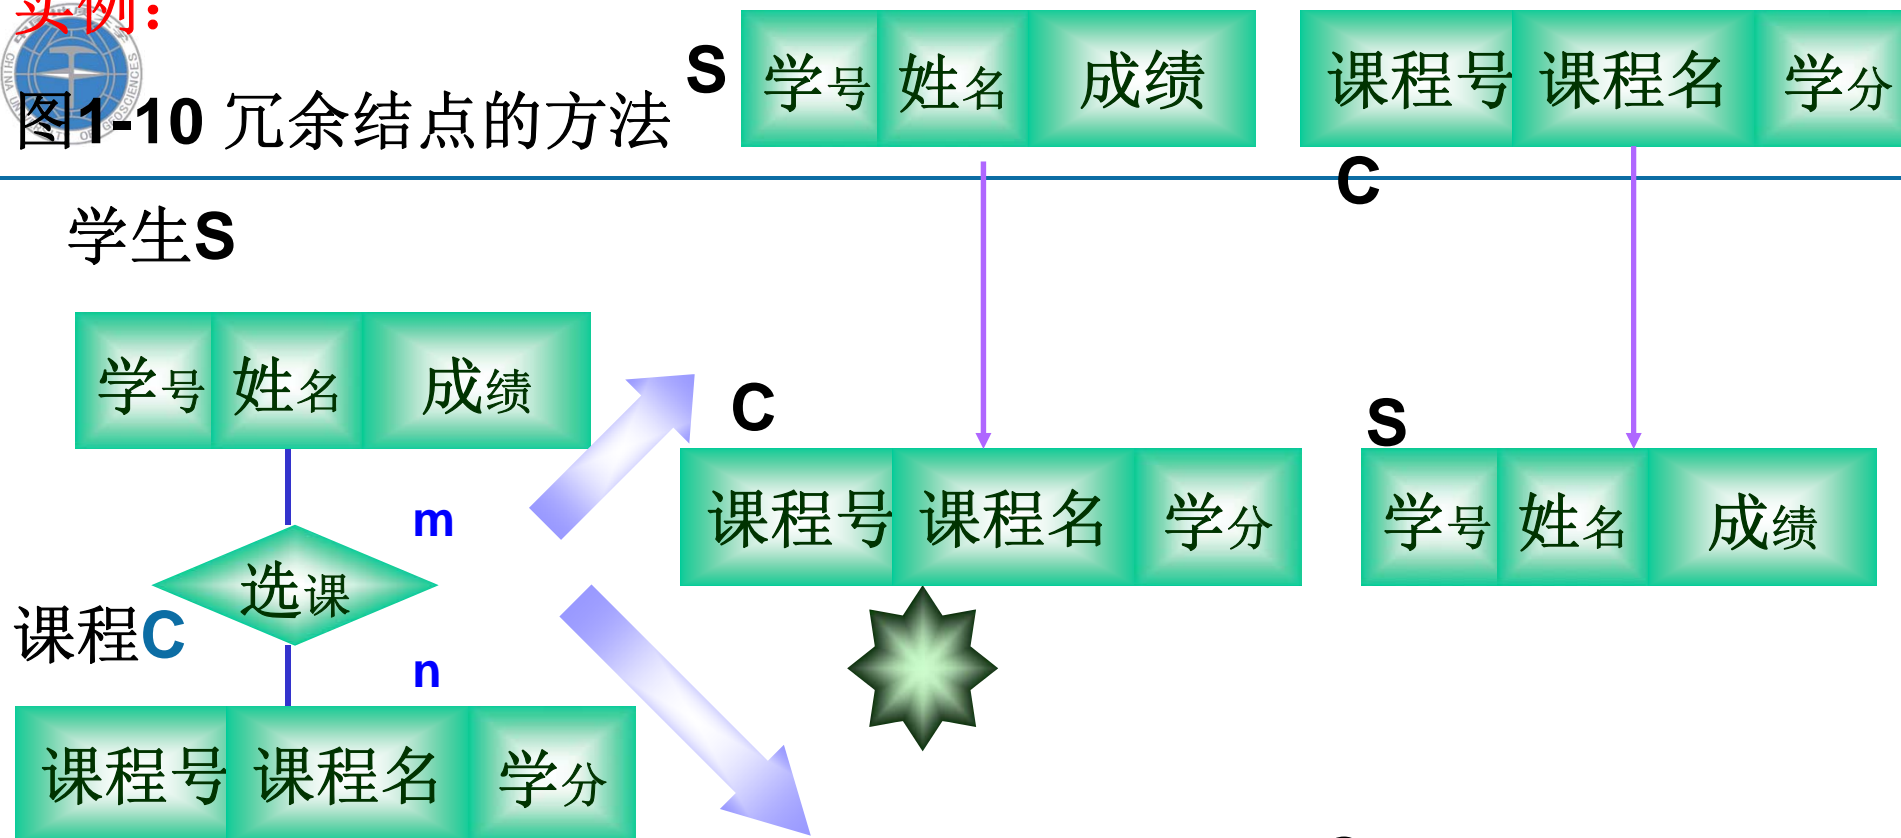 实例：
图1-10 冗余结点的方法
S
学号 姓名 成绩
课程号 课程名 学分
C
学生S
学号 姓名 成绩
C
S
课程号 课程名 学分
学号 姓名 成绩
m
选课
课程C
n
课程号 课程名 学分